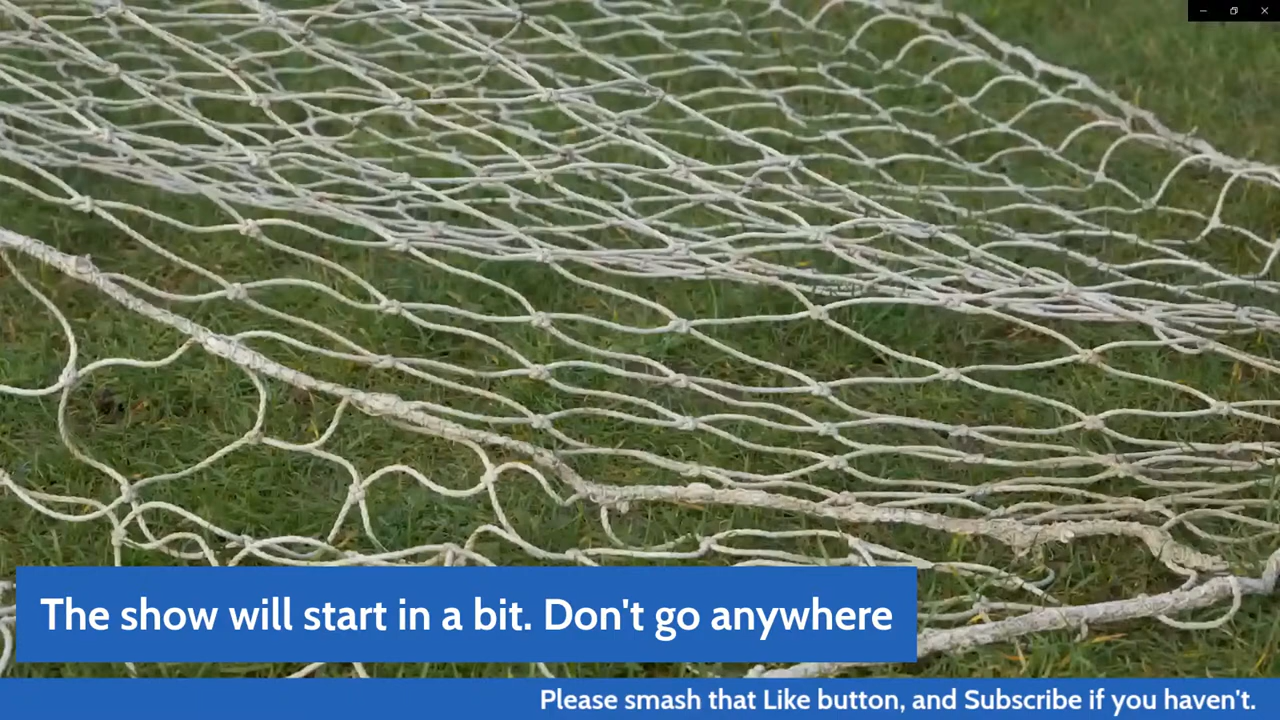 The show will start in a bit. Don't go anywhere
Please smash that Like button, and Subscribe if you haven't.